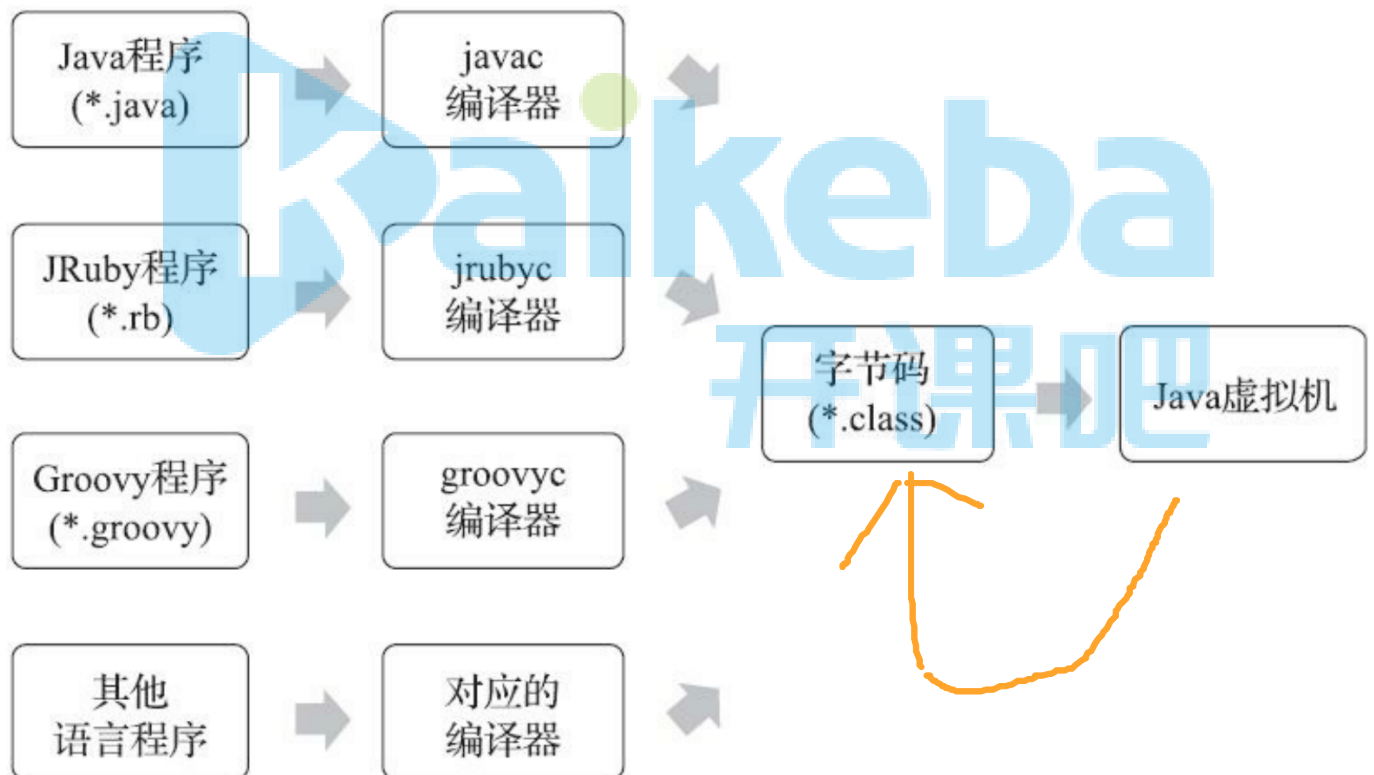 Java程序
(*.java)
javac
编译器
JRuby程序
(*.rb)
jrubyc
编译器
字节码
(*.class)
Java虚拟机
Groovy程序
(*.groovy)
groovyc
编译器
其他
语言程序
对应的
编译器
kaikeba
开课吧